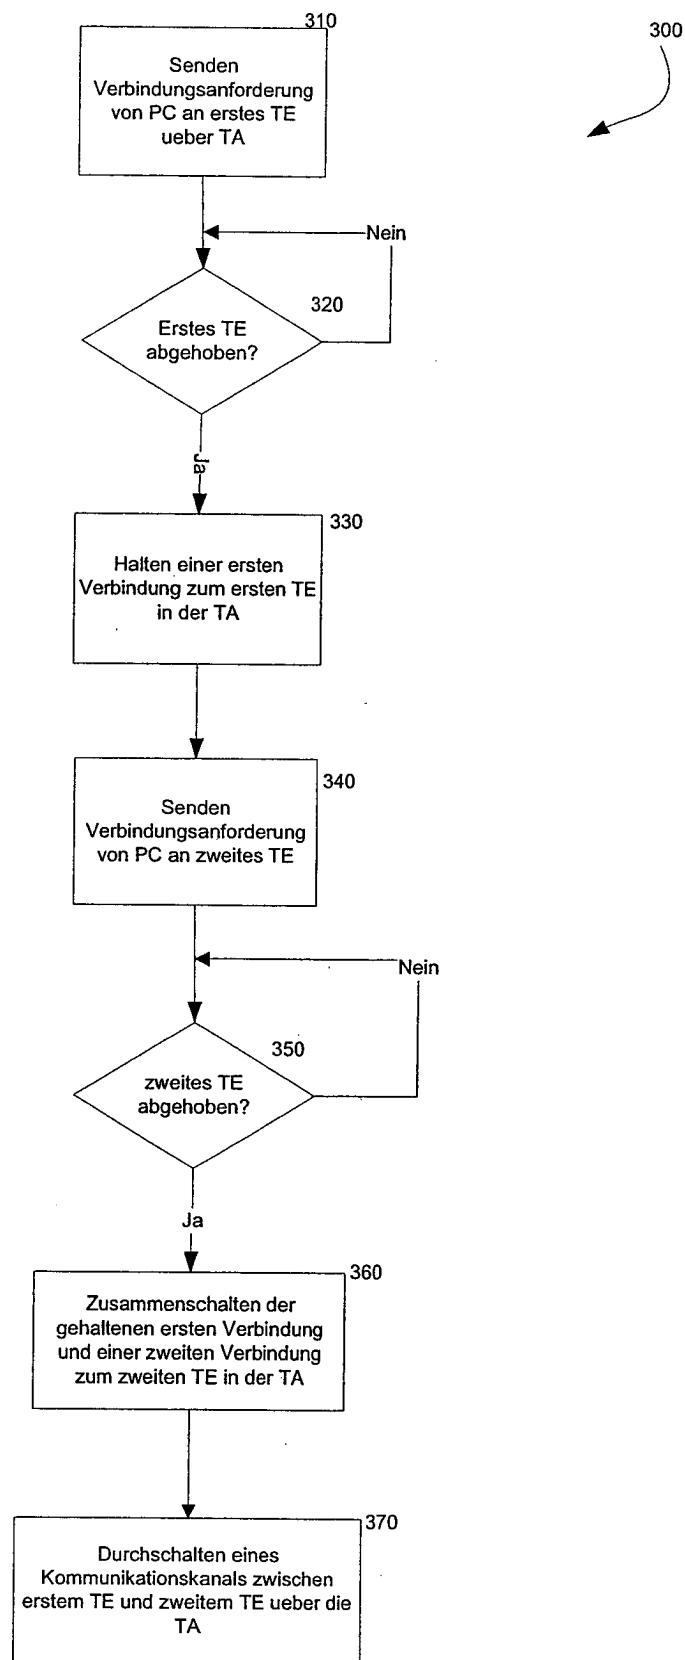 310
300
Senden
Verbindungsanforderung
von PC an erstes TE
ueber TA
Nein
320
Erstes TE
abgehoben?
Ja
330
Halten einer ersten
Verbindung zum ersten TE
in der TA
340
Senden
Verbindungsanforderung
von PC an zweites TE
Nein
350
zweites TE
abgehoben?
Ja
360
Zusammenschalten der
gehaltenen ersten Verbindung
und einer zweiten Verbindung
zum zweiten TE in der TA
370
Durchschalten eines
Kommunikationskanals zwischen
erstem TE und zweitem TE ueber die
TA